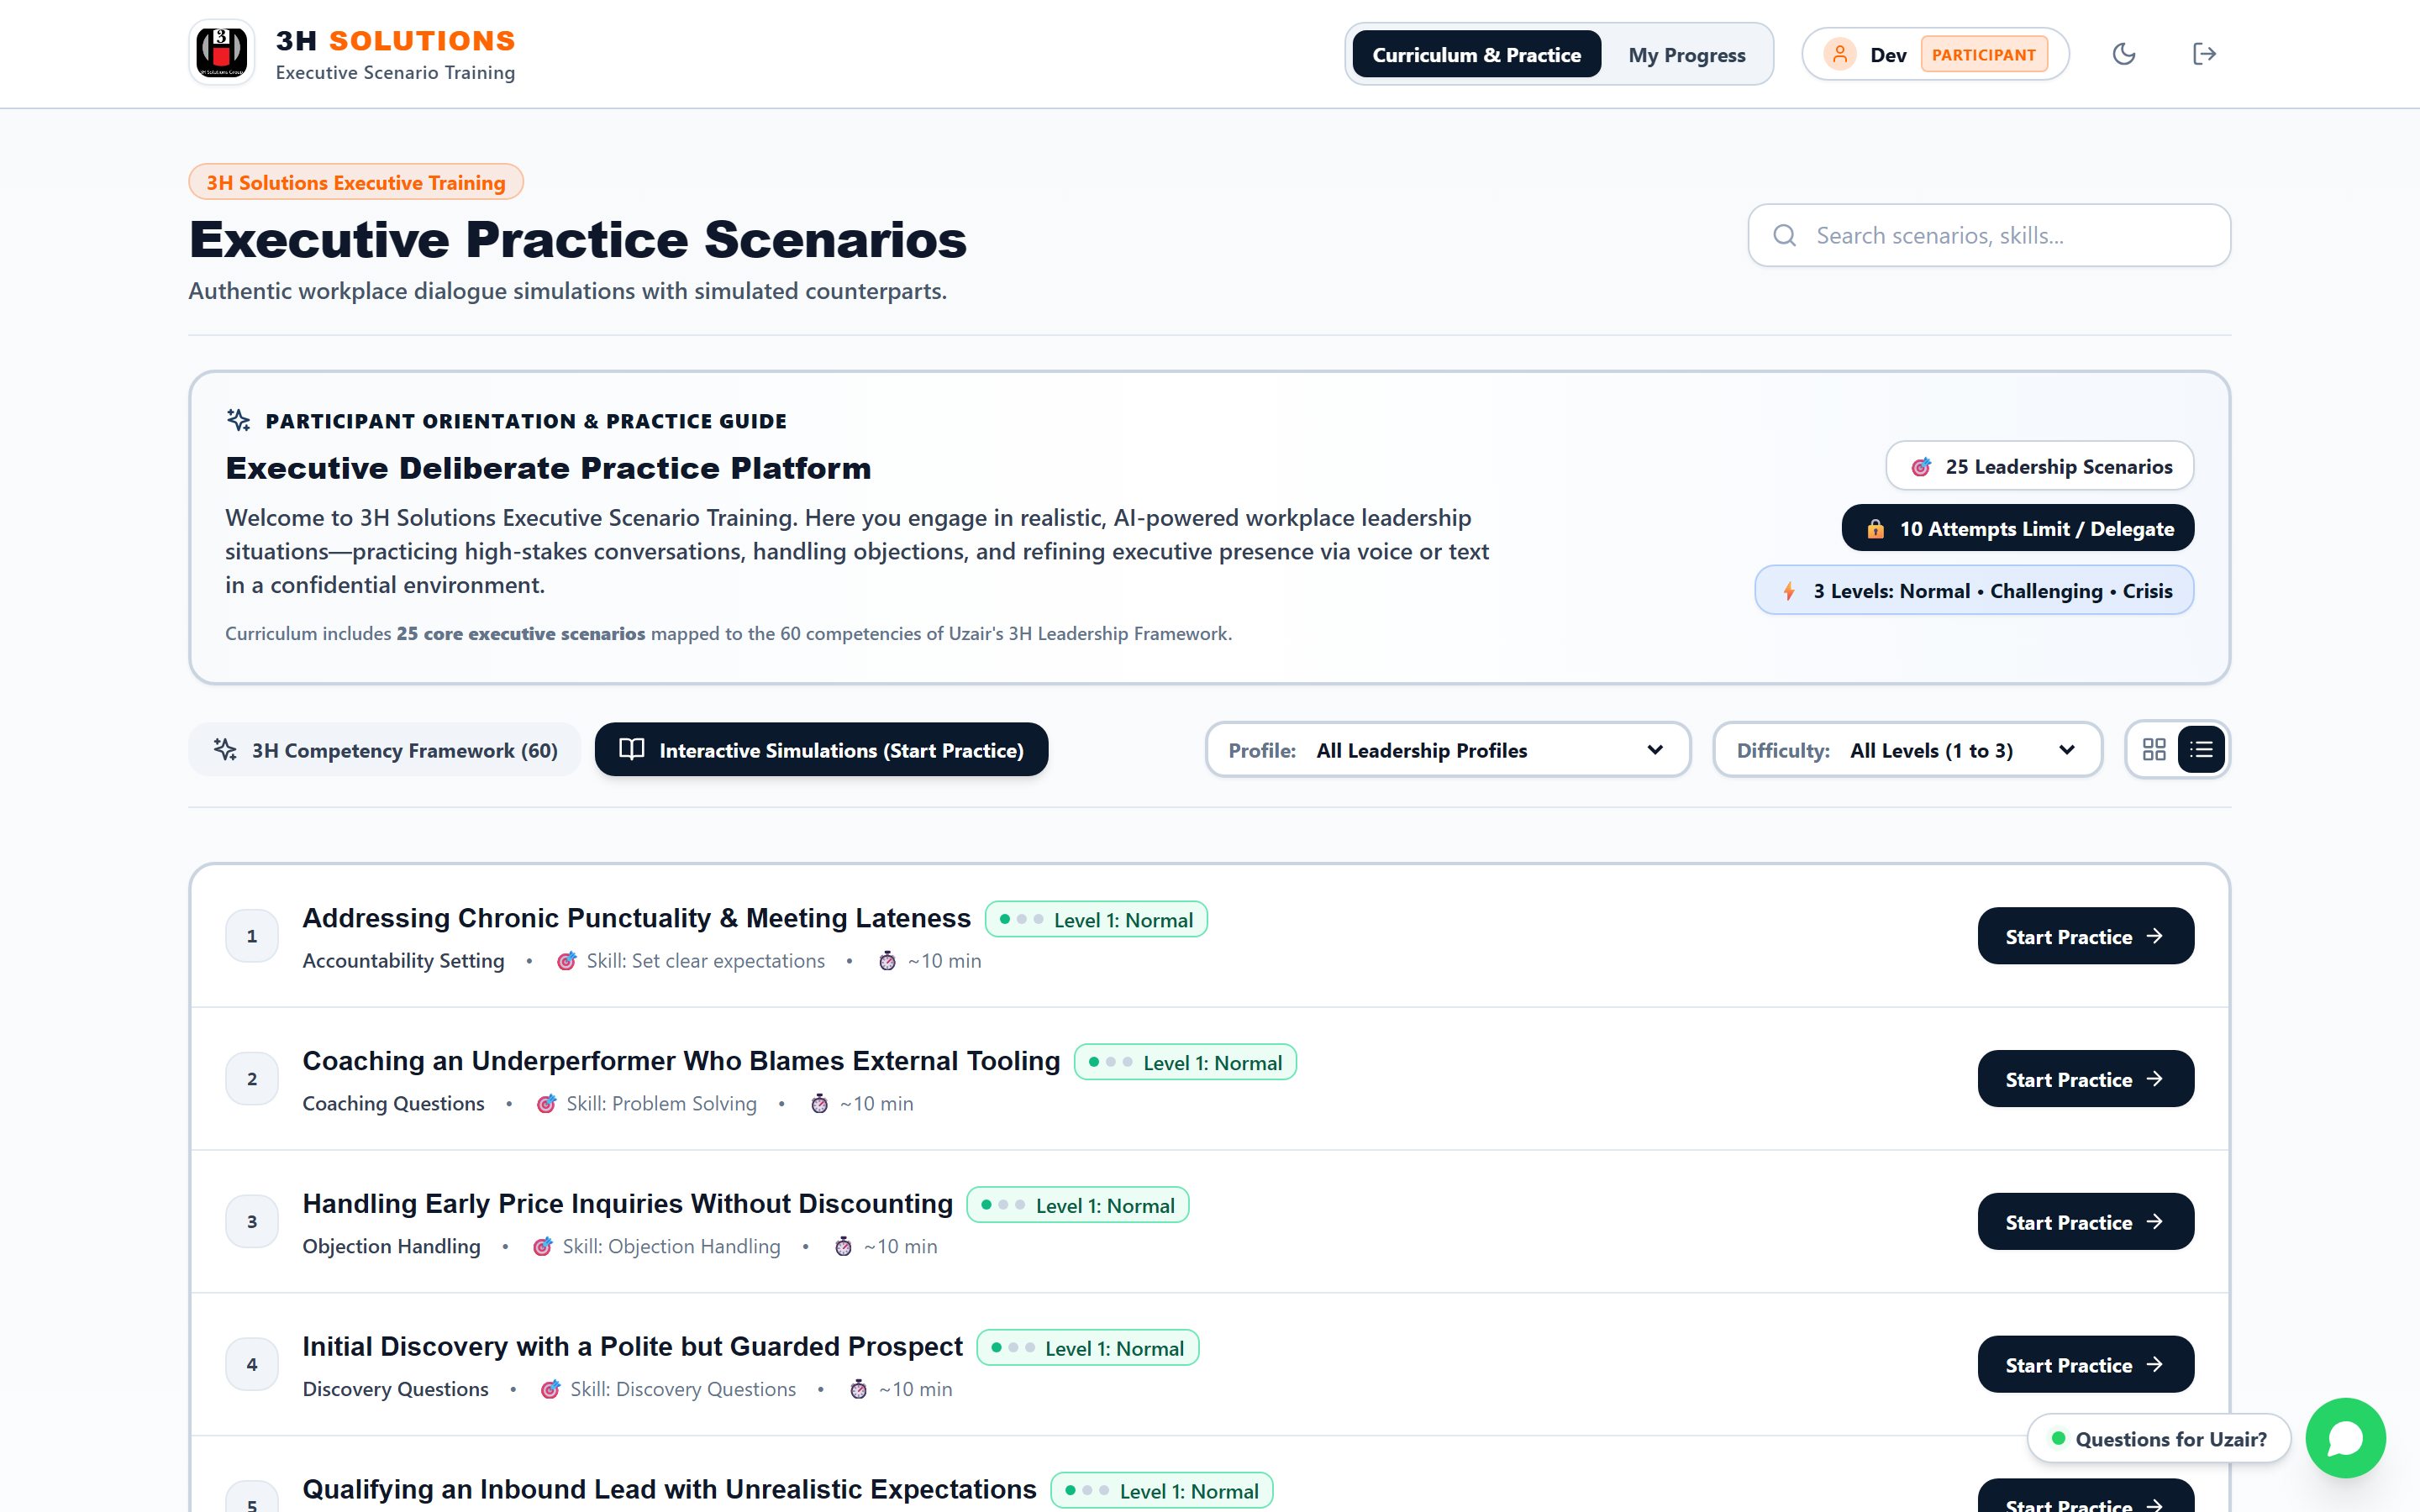 3
3H Solutions Group
3H SOLUTIONS
Executive Scenario Training
Curriculum & Practice
My Progress
Dev
PARTICIPANT
3H Solutions Executive Training
Executive Practice Scenarios
Authentic workplace dialogue simulations with simulated counterparts.
Search scenarios, skills...
PARTICIPANT ORIENTATION & PRACTICE GUIDE
Executive Deliberate Practice Platform
Welcome to 3H Solutions Executive Scenario Training. Here you engage in realistic, AI-powered workplace leadership
situations—practicing high-stakes conversations, handling objections, and refining executive presence via voice or text
in a confidential environment.
Curriculum includes 25 core executive scenarios mapped to the 60 competencies of Uzair's 3H Leadership Framework.
25 Leadership Scenarios
10 Attempts Limit / Delegate
3 Levels: Normal • Challenging • Crisis
3H Competency Framework (60)
Interactive Simulations (Start Practice)
Profile: All Leadership Profiles
Difficulty: All Levels (1 to 3)
1
Addressing Chronic Punctuality & Meeting Lateness
Level 1: Normal
Accountability Setting • Skill: Set clear expectations • ~10 min
Start Practice
2
Coaching an Underperformer Who Blames External Tooling
Level 1: Normal
Coaching Questions • Skill: Problem Solving • ~10 min
Start Practice
3
Handling Early Price Inquiries Without Discounting
Level 1: Normal
Objection Handling • Skill: Objection Handling • ~10 min
Start Practice
4
Initial Discovery with a Polite but Guarded Prospect
Level 1: Normal
Discovery Questions • Skill: Discovery Questions • ~10 min
Start Practice
Questions for Uzair?
5
Qualifying an Inbound Lead with Unrealistic Expectations
Level 1: Normal
Start Practice